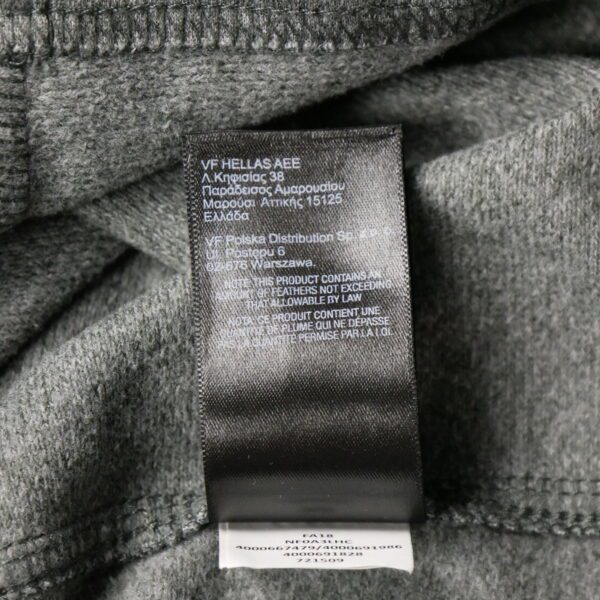 VF HELLAS AEE
Λ.Κηφισίας 38
Παράδεισος Αμαρουσίου
Μαρούσι Αττικής 15125
Ελλάδα
VF Polska Distribution Sp. z o. o.
Ul. Postępu 6
02-676 Warszawa.
NOTE THIS PRODUCT CONTAINS AN
AMOUNT OF FEATHERS NOT EXCEEDING
THAT ALLOWABLE BY LAW
NOTA. CE PRODUIT CONTIENT UNE
QUANTITÉ DE PLUME QUI NE DÉPASSE
PAS LA QUANTITÉ PERMISE PAR LA LOI.
FA18
NF0A3LHC
4000667479/4000691986
4000691828
721509